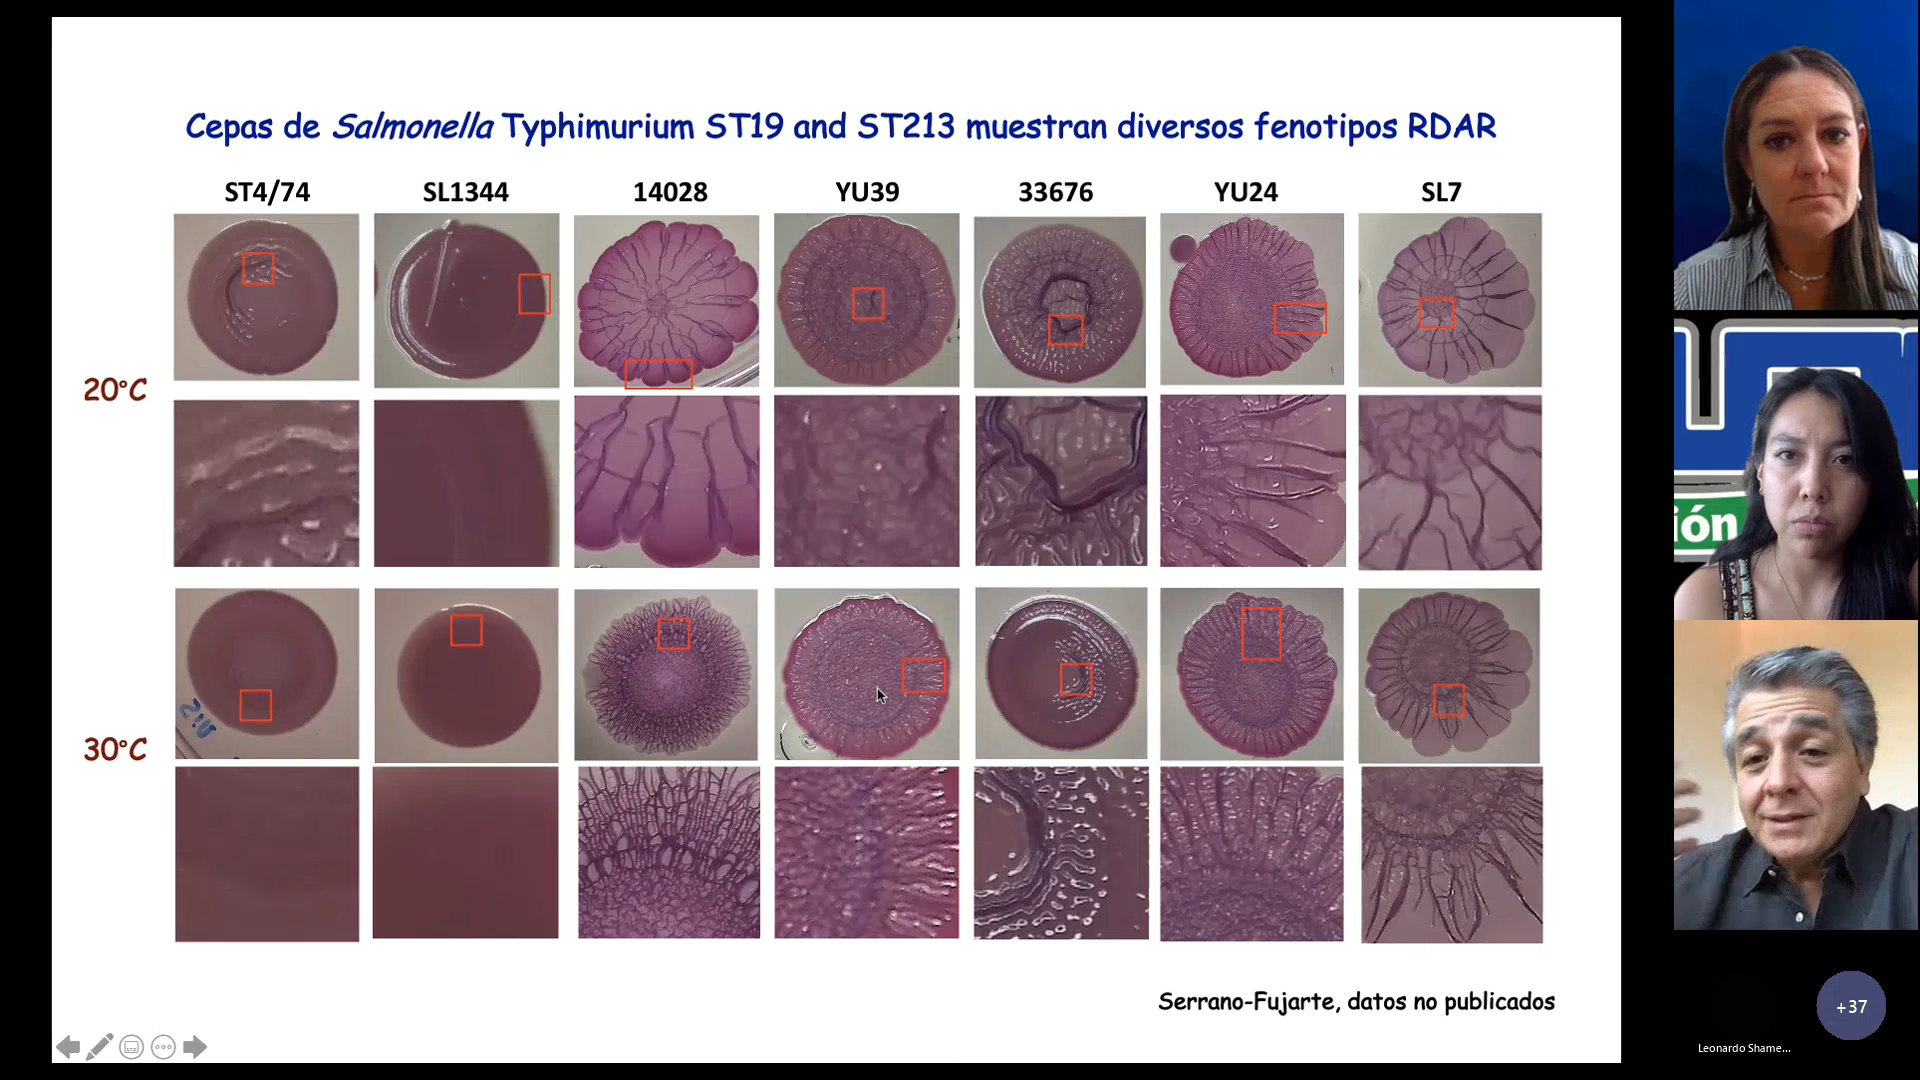 Cepas de Salmonella Typhimurium ST19 and ST213 muestran diversos fenotipos RDAR
ST4/74 SL1344 14028 YU39 33676 YU24 SL7
20°C
30°C
Serrano-Fujarte, datos no publicados
ión
+37
Leonardo Shame...